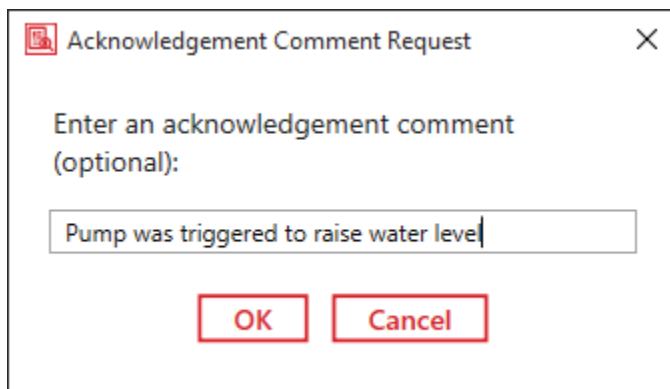 Acknowledgement Comment Request
Enter an acknowledgement comment
(optional):
Pump was triggered to raise water level
OK
Cancel